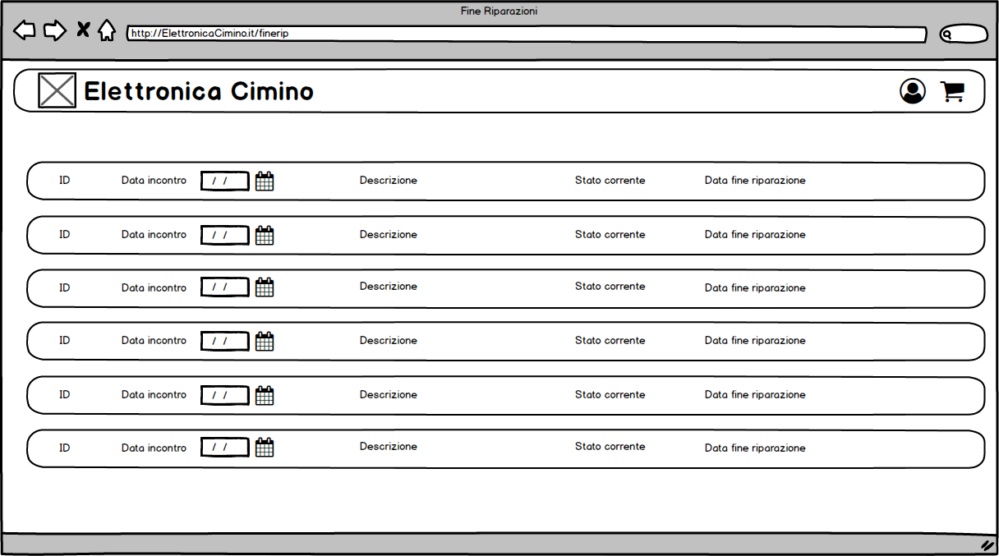 Fine Riparazioni
http://ElettronicaCimino.it/finerip
Elettronica Cimino
ID Data incontro / / Descrizione Stato corrente Data fine riparazione
ID Data incontro / / Descrizione Stato corrente Data fine riparazione
ID Data incontro / / Descrizione Stato corrente Data fine riparazione
ID Data incontro / / Descrizione Stato corrente Data fine riparazione
ID Data incontro / / Descrizione Stato corrente Data fine riparazione
ID Data incontro / / Descrizione Stato corrente Data fine riparazione